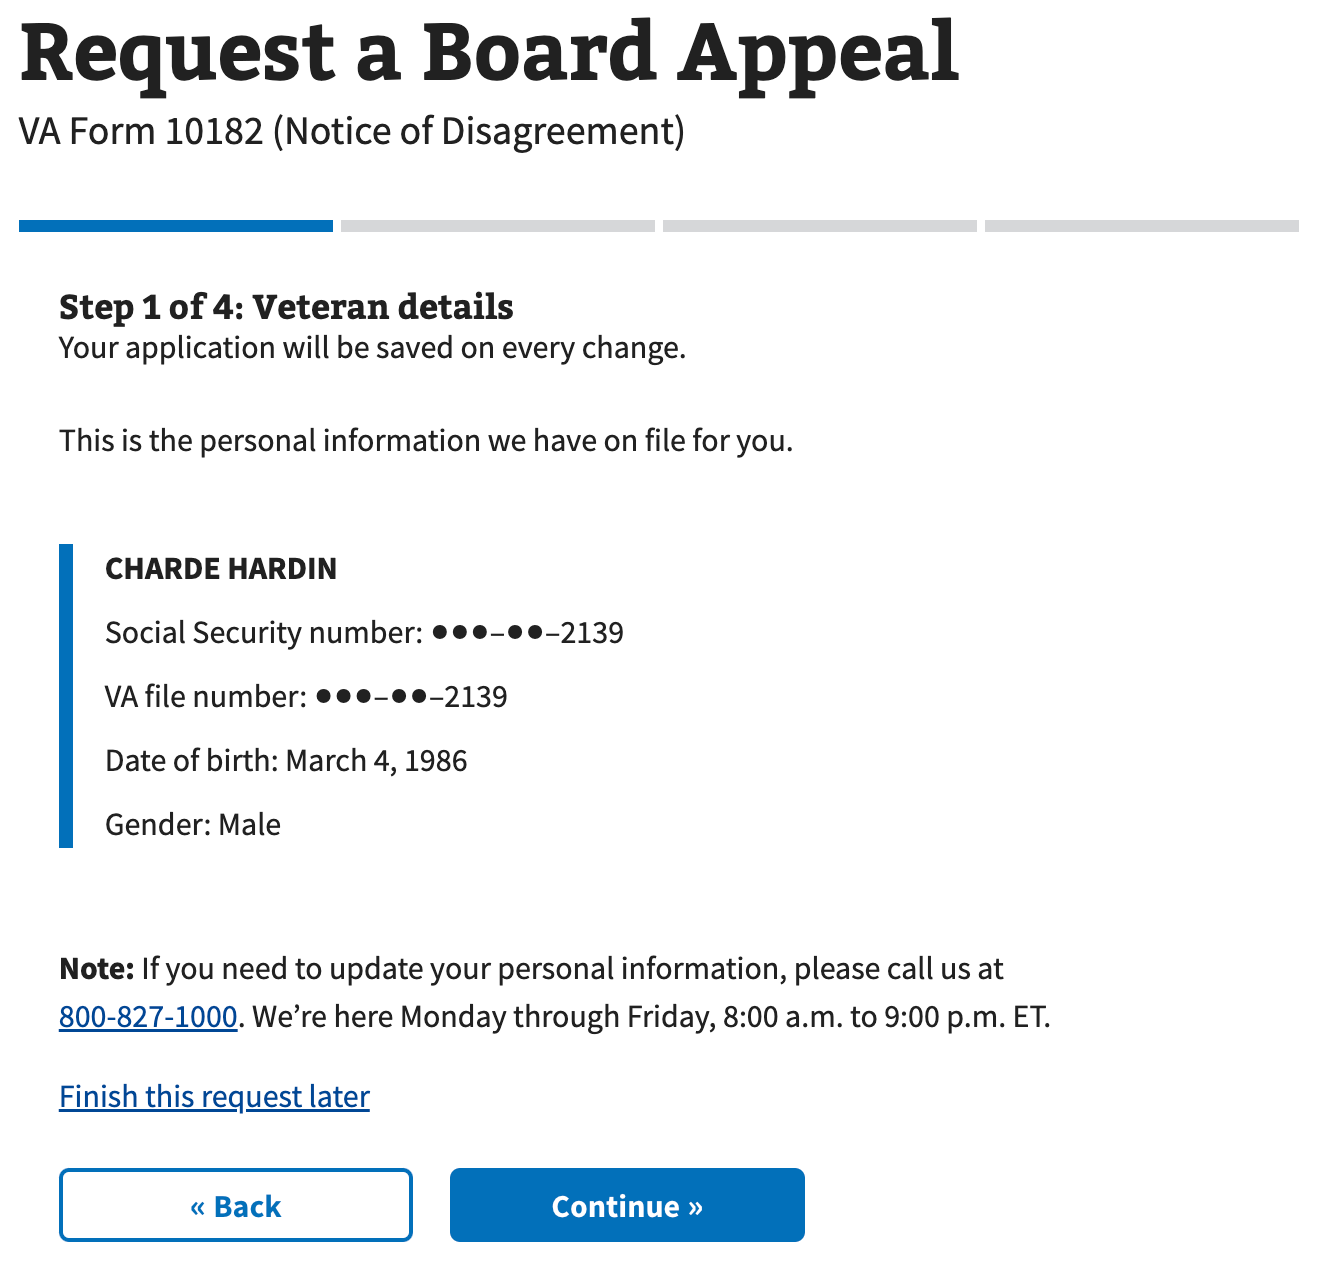 Request a Board Appeal
VA Form 10182 (Notice of Disagreement)
Step 1 of 4: Veteran details
Your application will be saved on every change.
This is the personal information we have on file for you.
CHARDE HARDIN
Social Security number: ●●●–●●–2139
VA file number: ●●●–●●–2139
Date of birth: March 4, 1986
Gender: Male
Note: If you need to update your personal information, please call us at
800-827-1000. We’re here Monday through Friday, 8:00 a.m. to 9:00 p.m. ET.
Finish this request later
« Back
Continue »